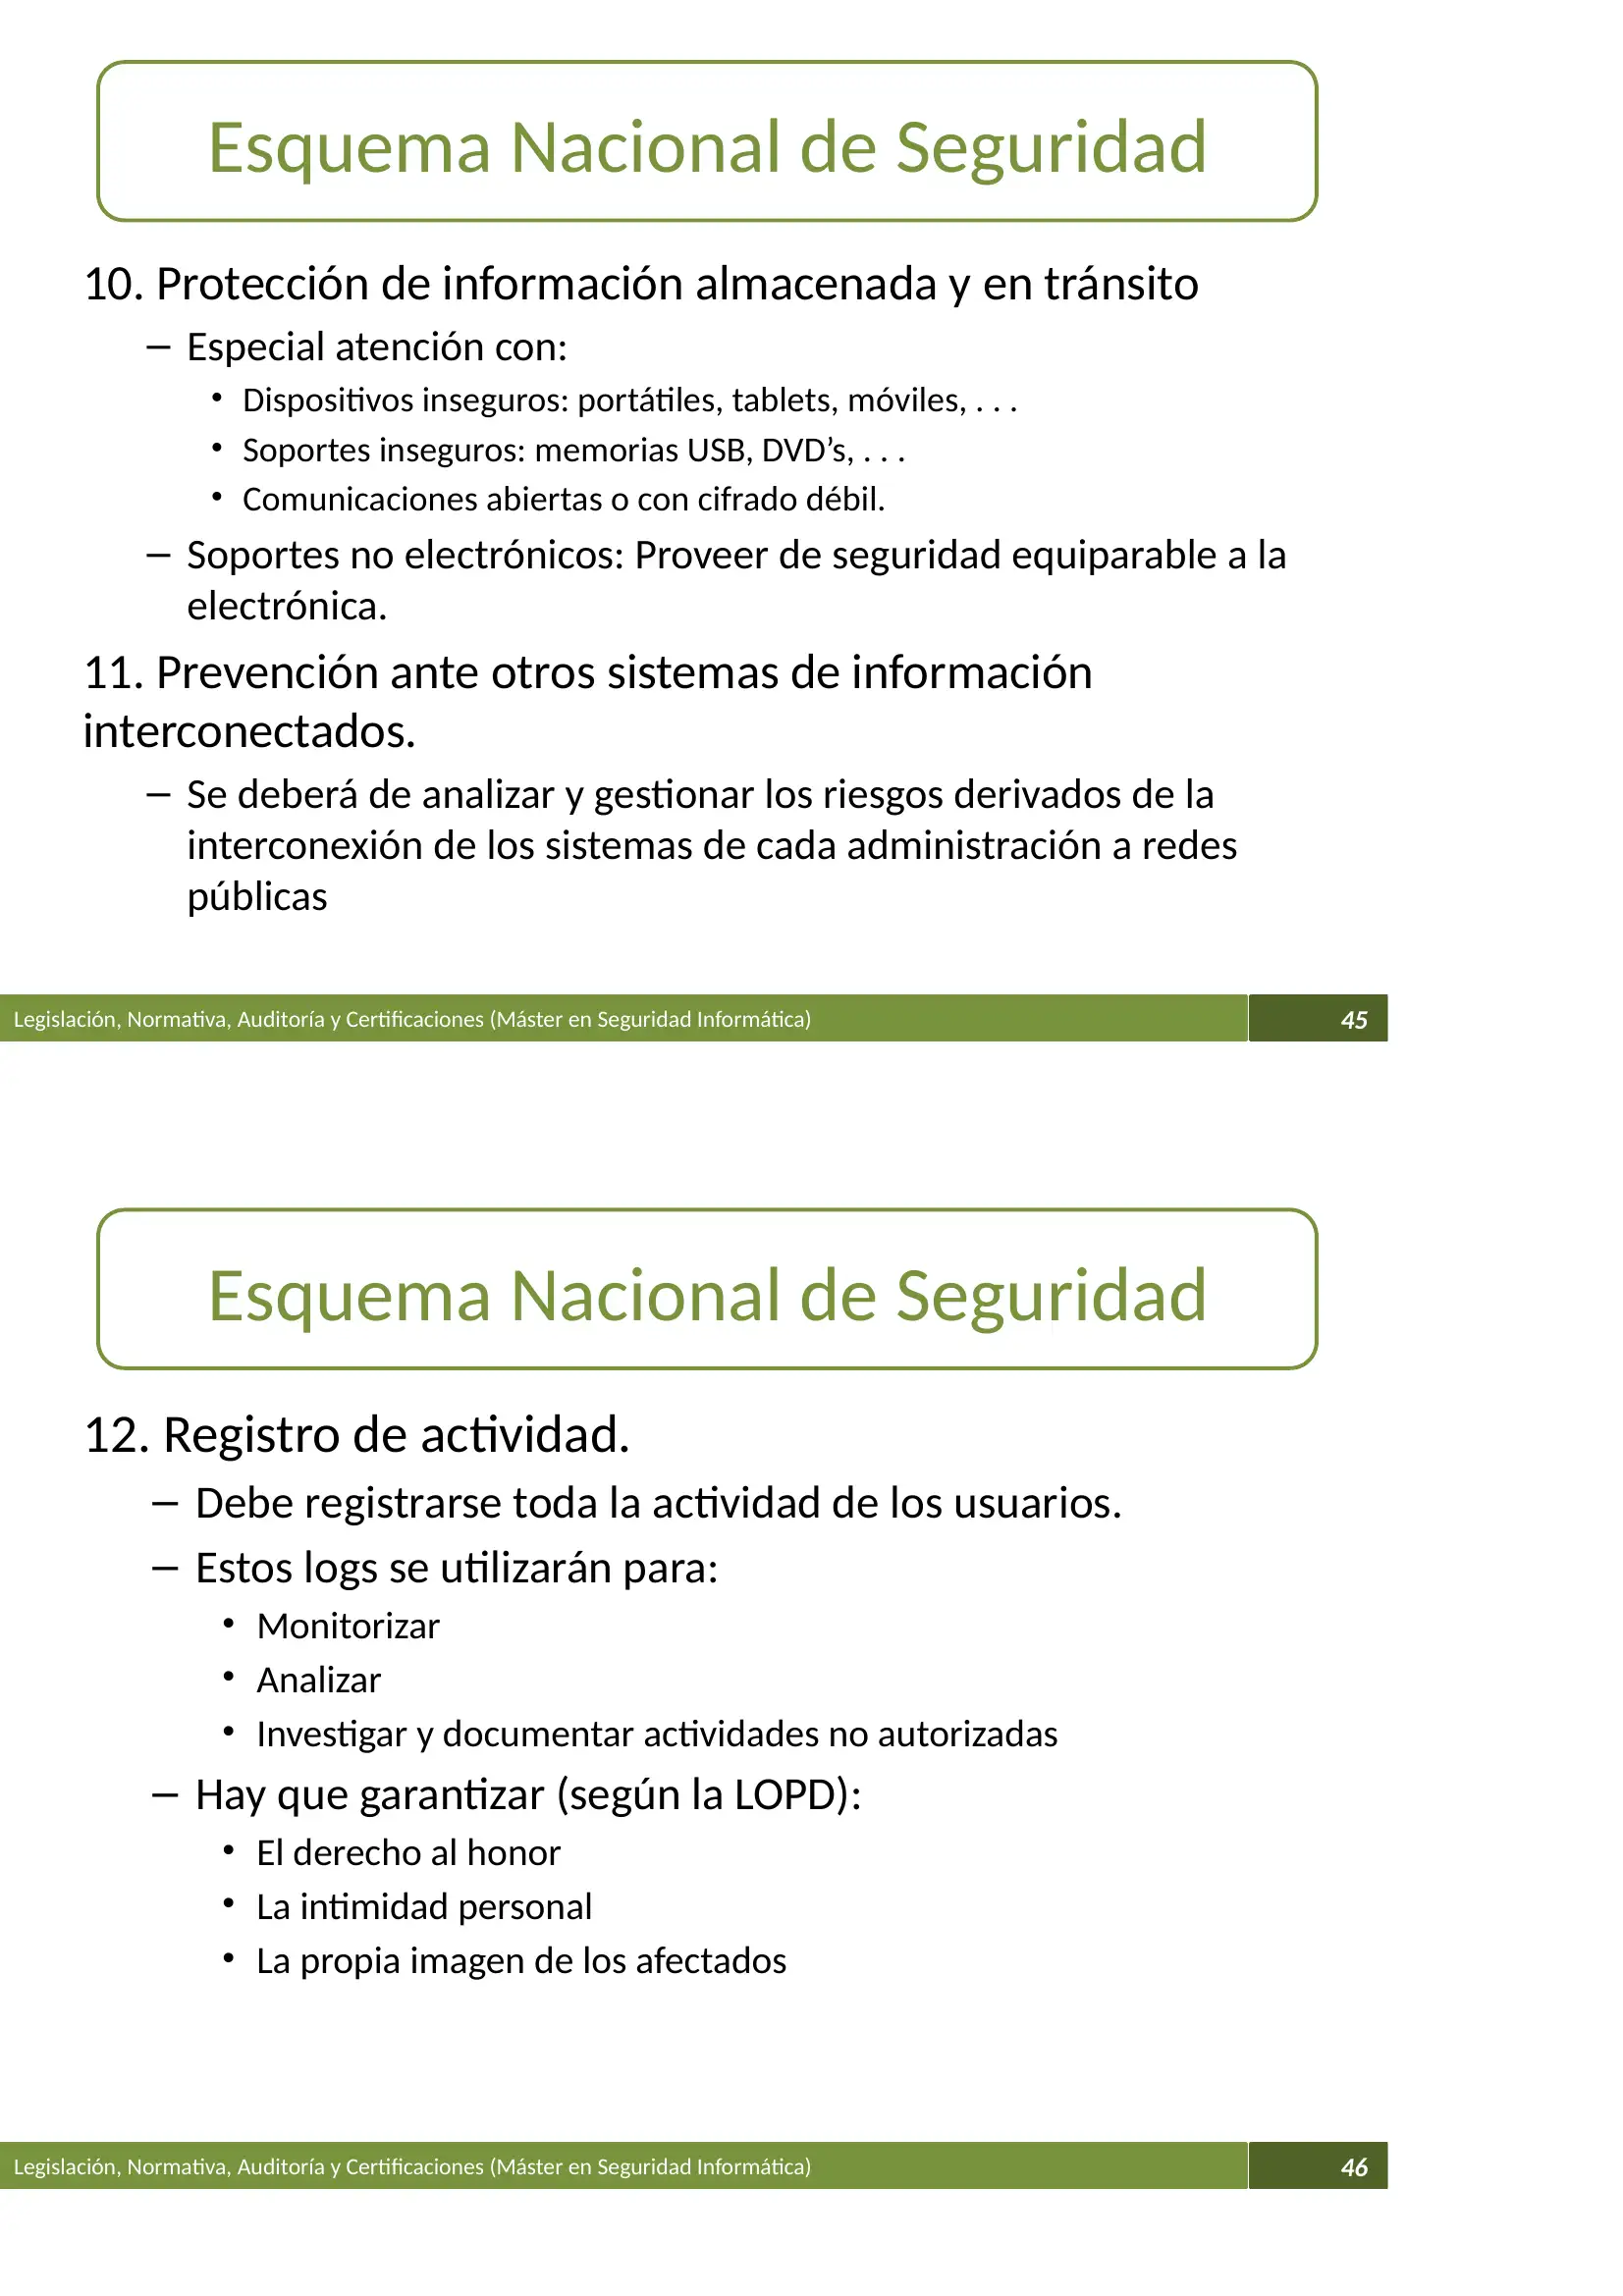 Esquema Nacional de Seguridad
10. Protección de información almacenada y en tránsito
– Especial atención con:
• Dispositivos inseguros: portátiles, tablets, móviles, . . .
• Soportes inseguros: memorias USB, DVD’s, . . .
• Comunicaciones abiertas o con cifrado débil.
– Soportes no electrónicos: Proveer de seguridad equiparable a la
electrónica.
11. Prevención ante otros sistemas de información
interconectados.
– Se deberá de analizar y gestionar los riesgos derivados de la
interconexión de los sistemas de cada administración a redes
públicas
Legislación, Normativa, Auditoría y Certificaciones (Máster en Seguridad Informática) 45
Esquema Nacional de Seguridad
12. Registro de actividad.
– Debe registrarse toda la actividad de los usuarios.
– Estos logs se utilizarán para:
• Monitorizar
• Analizar
• Investigar y documentar actividades no autorizadas
– Hay que garantizar (según la LOPD):
• El derecho al honor
• La intimidad personal
• La propia imagen de los afectados
Legislación, Normativa, Auditoría y Certificaciones (Máster en Seguridad Informática) 46